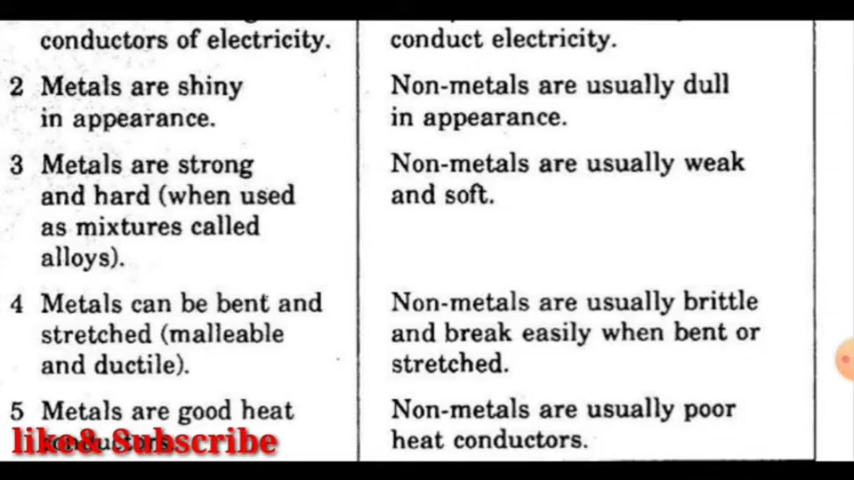 conductors of electricity.
conduct electricity.
2 Metals are shiny
in appearance.
Non-metals are usually dull
in appearance.
3 Metals are strong
and hard (when used
as mixtures called
alloys).
Non-metals are usually weak
and soft.
4 Metals can be bent and
stretched (malleable
and ductile).
Non-metals are usually brittle
and break easily when bent or
stretched.
5 Metals are good heat
conductors.
Non-metals are usually poor
heat conductors.
like& Subscribe